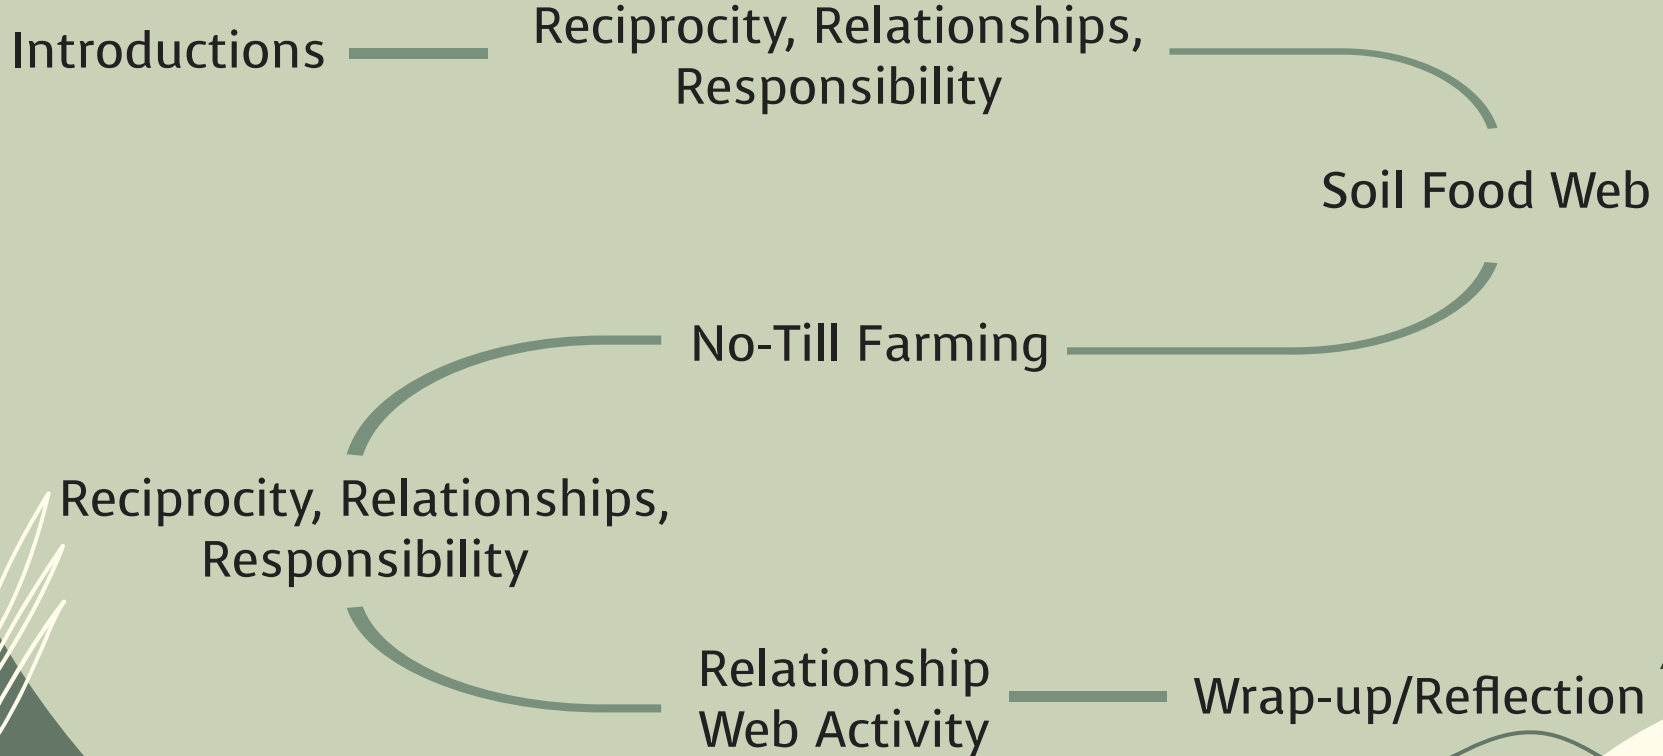 Introductions
Reciprocity, Relationships,
Responsibility
Soil Food Web
No-Till Farming
Reciprocity, Relationships,
Responsibility
Relationship
Web Activity
Wrap-up/Reflection